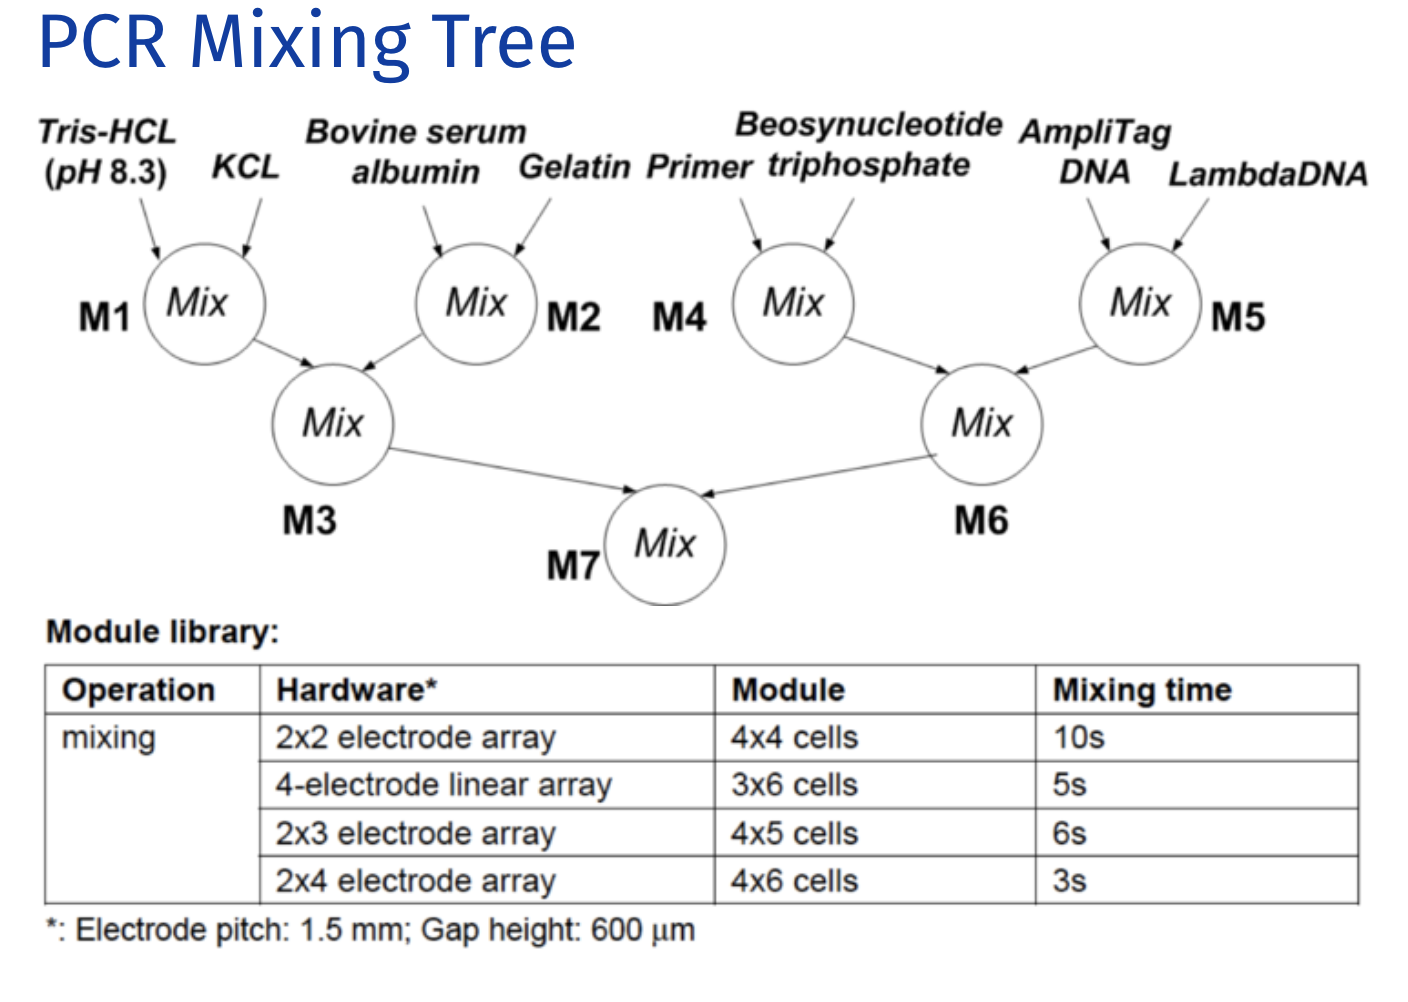 PCR Mixing Tree
Tris-HCL
(pH 8.3)
KCL
Bovine serum
albumin
Gelatin
Primer
Beosynucleotide
triphosphate
AmpliTag
DNA
LambdaDNA
M1
Mix
Mix
M2
M4
Mix
Mix
M5
Mix
M3
Mix
M6
M7
Mix
Module library:
Operation Hardware* Module Mixing time
mixing 2x2 electrode array 4x4 cells 10s
4-electrode linear array 3x6 cells 5s
2x3 electrode array 4x5 cells 6s
2x4 electrode array 4x6 cells 3s
*: Electrode pitch: 1.5 mm; Gap height: 600 μm